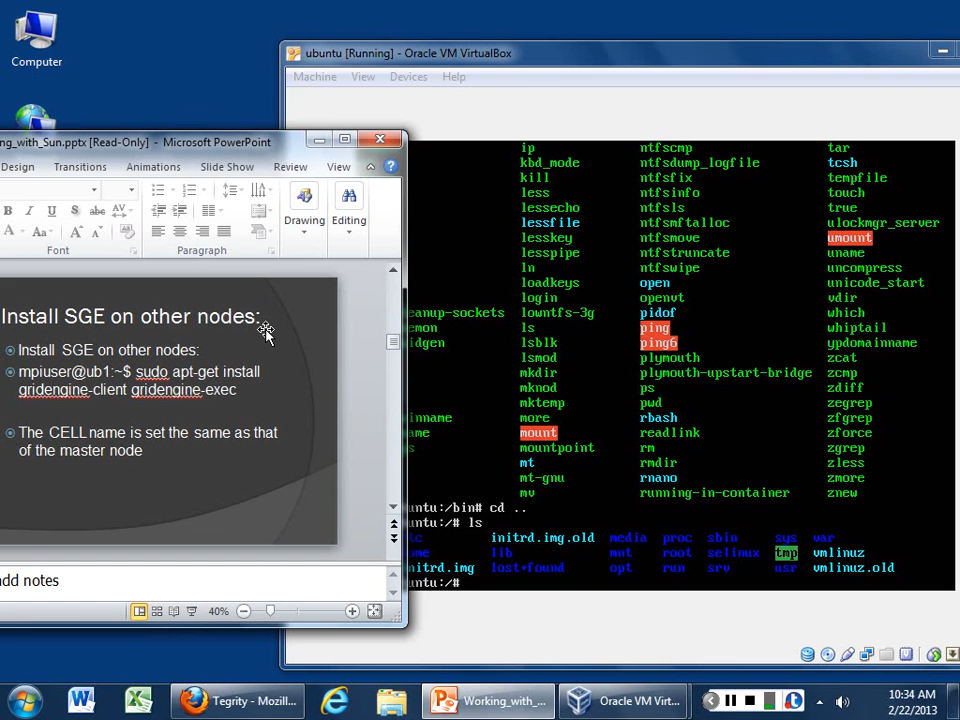 Computer
ubuntu [Running] - Oracle VM VirtualBox
Machine View Devices Help
ng_with_Sun.pptx [Read-Only] - Microsoft PowerPoint
Design Transitions Animations Slide Show Review View
Drawing Editing
Font Paragraph
Install SGE on other nodes:
Install SGE on other nodes:
mpiuser@ub1:~$ sudo apt-get install
gridengine-client gridengine-exec
The CELL name is set the same as that
of the master node
add notes
40%
ip ntfscmp tar
kbd_mode ntfsdump_logfile tcsh
kill ntfsfix tempfile
less ntfsinfo touch
lessecho ntfsls true
lessfile ntfsmftalloc ulockmgr_server
lesskey ntfsmove umount
lesspipe ntfstruncate uname
ln ntfswipe uncompress
loadkeys open unicode_start
login openvt vdir
eanup-sockets lowntfs-3g pidof which
emon ls ping whiptail
idgen lsblk ping6 ypdomainname
lsmod plymouth zcat
mkdir plymouth-upstart-bridge zcmp
mknod ps zdiff
mktemp pwd zegrep
inname more rbash zfgrep
ame mount readlink zforce
s mountpoint rm zgrep
mt rmdir zless
mt-gnu rnano zmore
mv running-in-container znew
untu:/bin# cd ..
untu:/# ls
tc initrd.img.old media proc sbin sys var
ome lib mnt root selinux tmp vmlinuz
nitrd.img lost+found opt run srv usr vmlinuz.old
untu:/#
Tegrity - Mozill...
Working_with_...
Oracle VM Virt...
10:34 AM
2/22/2013